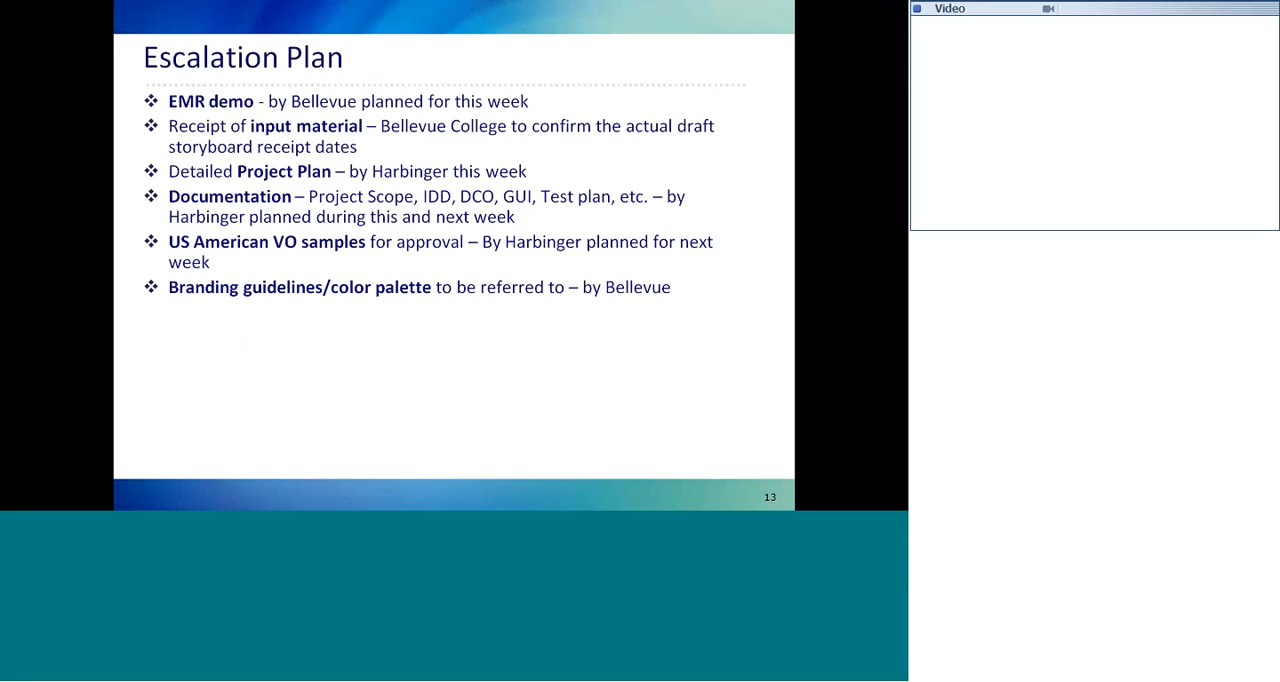 Video
Escalation Plan
❖ EMR demo - by Bellevue planned for this week
❖ Receipt of input material – Bellevue College to confirm the actual draft
storyboard receipt dates
❖ Detailed Project Plan – by Harbinger this week
❖ Documentation – Project Scope, IDD, DCO, GUI, Test plan, etc. – by
Harbinger planned during this and next week
❖ US American VO samples for approval – By Harbinger planned for next
week
❖ Branding guidelines/color palette to be referred to – by Bellevue
13